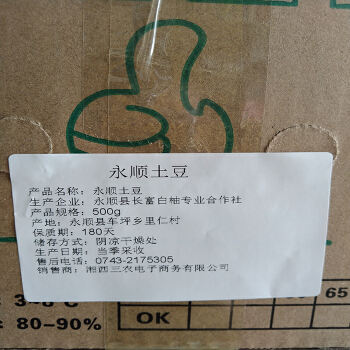 永顺土豆
产品名称：永顺土豆
生产企业：永顺县长富白柚专业合作社
产品规格：500g
产地：永顺县车坪乡里仁村
保质期：180天
储存方式：阴凉干燥处
生产日期：当季采收
售后电话：0743-2175305
销售商：湘西三农电子商务有限公司
65
: 80-90%
OK